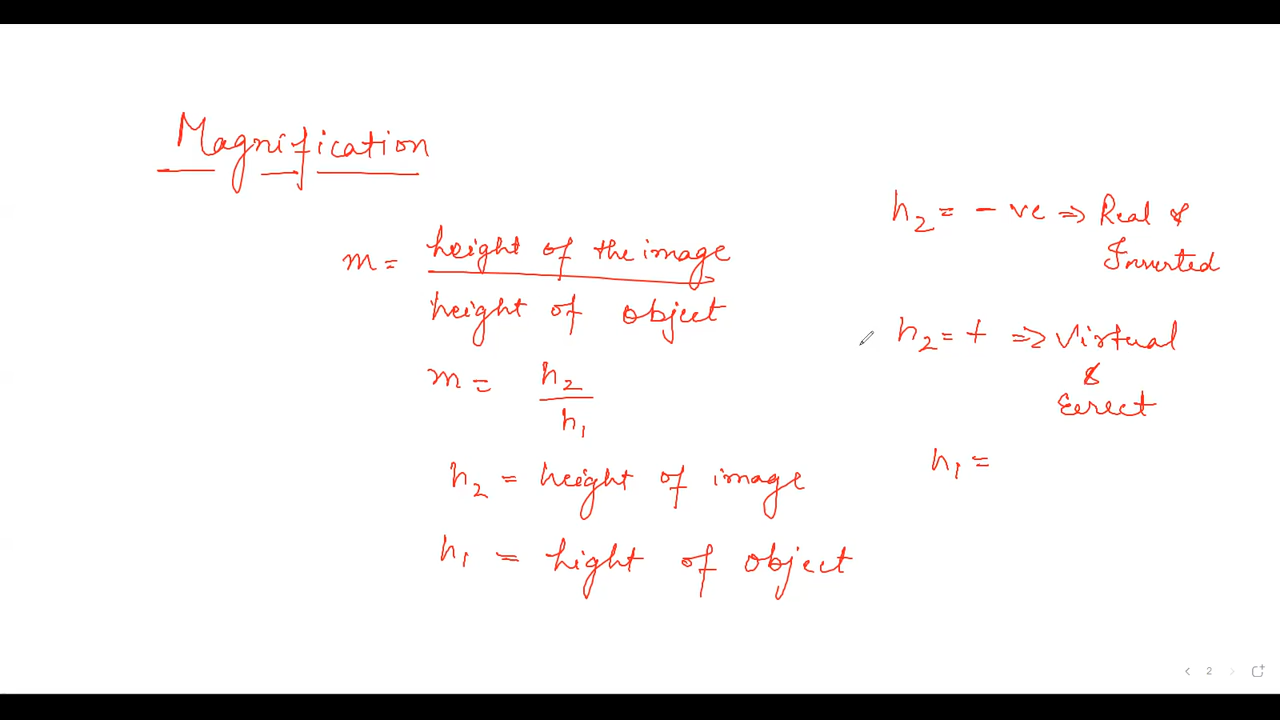 Magnification
m = height of the image
height of object
m = h2
h1
h2 = height of image
h1 = hight of object
h2 = - ve ⇒ Real &
Inverted
h2 = + ⇒ Virtual
&
Eerect
h1 =
2